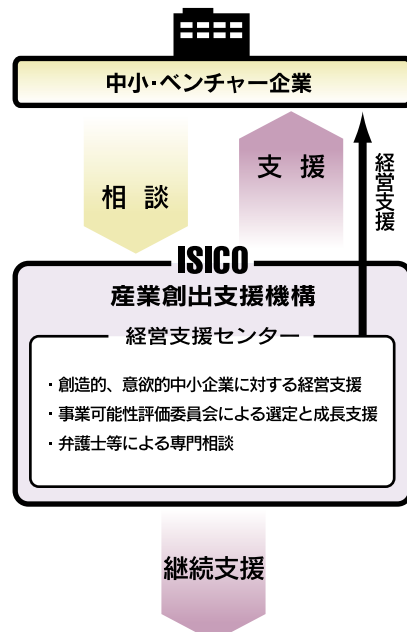 中小・ベンチャー企業
相談
支援
経営支援
ISICO
産業創出支援機構
経営支援センター
・創造的、意欲的中小企業に対する経営支援
・事業可能性評価委員会による選定と成長支援
・弁護士等による専門相談
継続支援